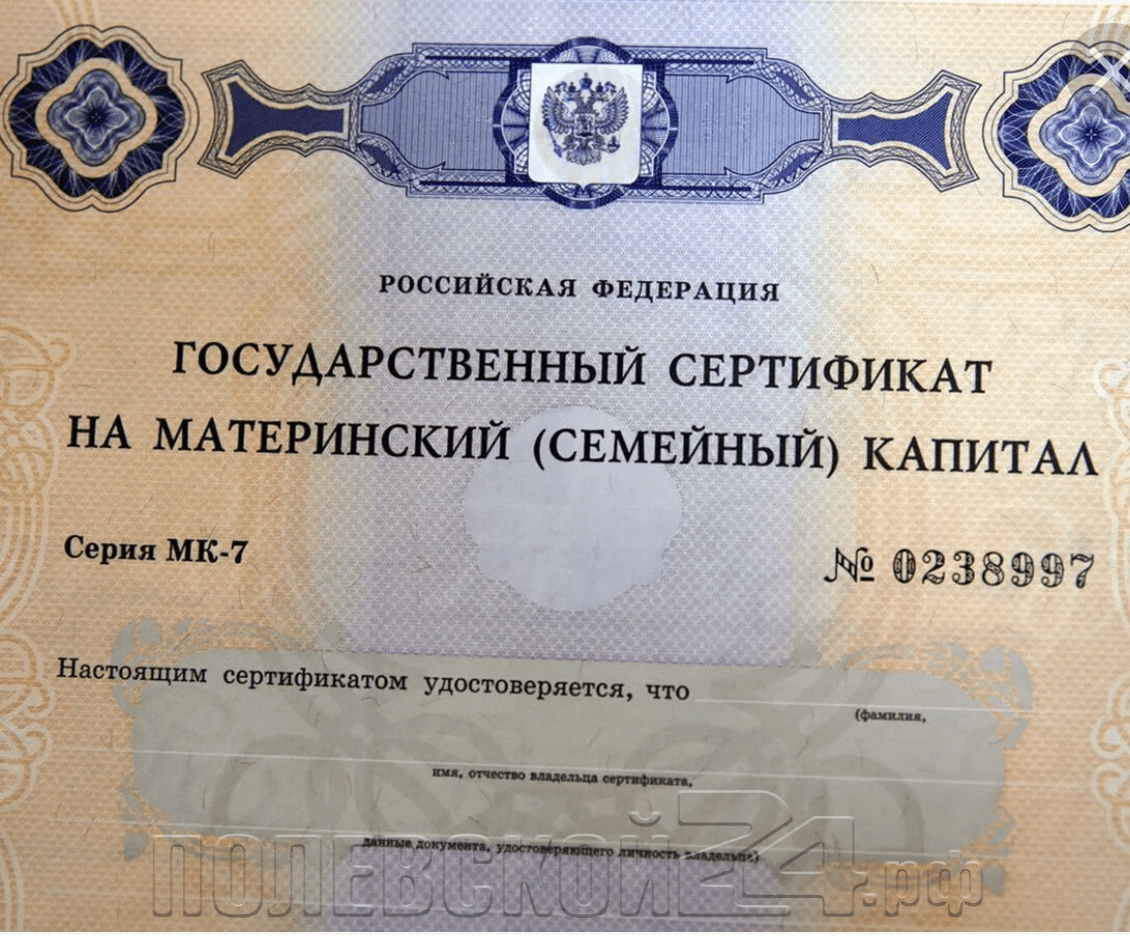 РОССИЙСКАЯ ФЕДЕРАЦИЯ
ГОСУДАРСТВЕННЫЙ СЕРТИФИКАТ
НА МАТЕРИНСКИЙ (СЕМЕЙНЫЙ) КАПИТАЛ
Серия МК-7 № 0238997
Настоящим сертификатом удостоверяется, что
(фамилия,
имя, отчество владельца сертификата,
данные документа, удостоверяющего личность владельца)
ПОЛЕВСКОЙ24.рф